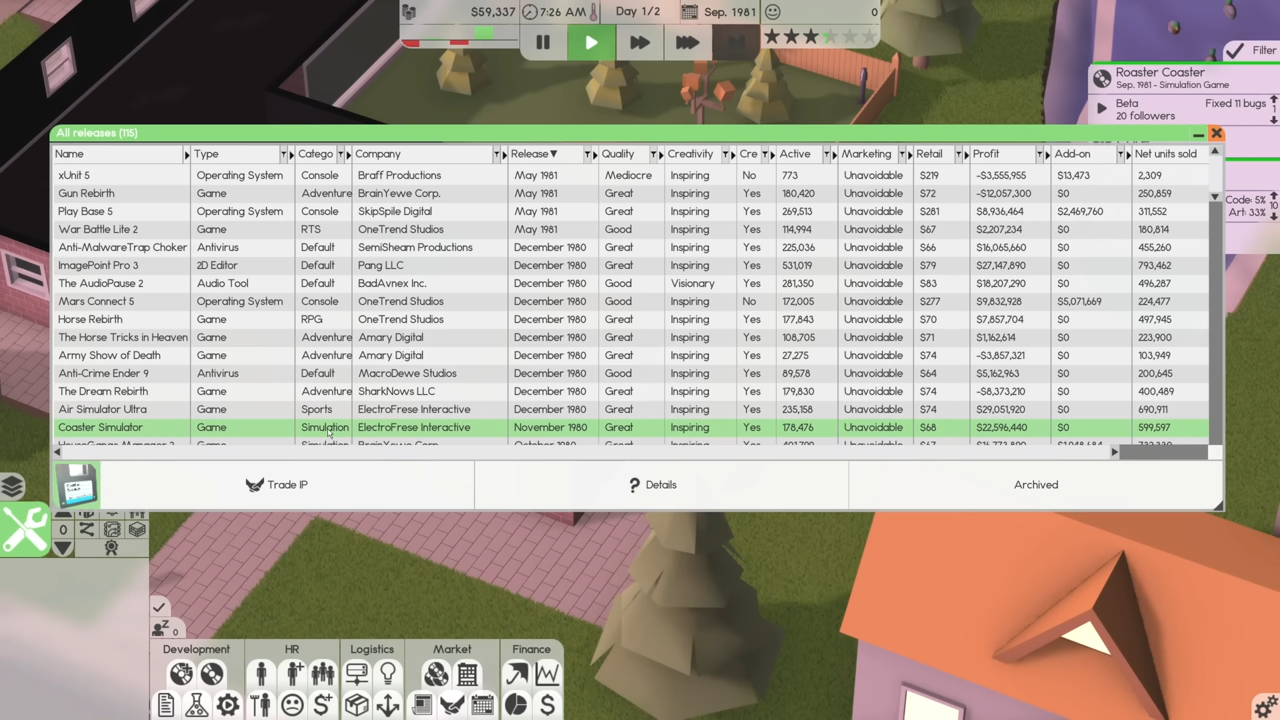 $59,337 7:26 AM Day 1/2 Sep. 1981 0
Filter
Roaster Coaster
Sep. 1981 - Simulation Game
Beta Fixed 11 bugs 1
20 followers
All releases (115)
Name Type Catego Company Release Quality Creativity Cre Active Marketing Retail Profit Add-on Net units sold
xUnit 5 Operating System Console Braff Productions May 1981 Mediocre Inspiring No 773 Unavoidable $219 -$3,555,955 $13,473 2,309
Gun Rebirth Game Adventure BrainYewe Corp. May 1981 Great Inspiring Yes 180,420 Unavoidable $72 -$12,057,300 $0 250,859
Play Base 5 Operating System Console SkipSpile Digital May 1981 Great Inspiring Yes 269,513 Unavoidable $281 $8,936,464 $2,469,760 311,552
War Battle Lite 2 Game RTS OneTrend Studios May 1981 Good Inspiring Yes 114,994 Unavoidable $67 $2,207,234 $0 180,814
Anti-MalwareTrap Choker Antivirus Default SemiSheam Productions December 1980 Great Inspiring Yes 225,036 Unavoidable $66 $16,065,660 $0 455,260
ImagePoint Pro 3 2D Editor Default Pang LLC December 1980 Great Inspiring Yes 531,019 Unavoidable $79 $27,147,890 $0 793,462
The AudioPause 2 Audio Tool Default BadAvnex Inc. December 1980 Good Visionary Yes 281,350 Unavoidable $83 $18,207,290 $0 496,287
Mars Connect 5 Operating System Console OneTrend Studios December 1980 Good Inspiring No 172,005 Unavoidable $277 $9,832,928 $5,071,669 224,477
Horse Rebirth Game RPG OneTrend Studios December 1980 Great Inspiring Yes 177,843 Unavoidable $70 $7,857,704 $0 497,945
The Horse Tricks in Heaven Game Adventure Amary Digital December 1980 Great Inspiring Yes 108,705 Unavoidable $71 $1,162,614 $0 223,900
Army Show of Death Game Adventure Amary Digital December 1980 Great Inspiring Yes 27,275 Unavoidable $74 -$3,857,321 $0 103,949
Anti-Crime Ender 9 Antivirus Default MacroDewe Studios December 1980 Good Inspiring Yes 89,578 Unavoidable $64 $5,162,963 $0 200,645
The Dream Rebirth Game Adventure SharkNows LLC December 1980 Great Inspiring Yes 179,830 Unavoidable $74 -$8,373,210 $0 400,489
Air Simulator Ultra Game Sports ElectroFrese Interactive December 1980 Great Inspiring Yes 235,158 Unavoidable $74 $29,051,920 $0 690,911
Coaster Simulator Game Simulation ElectroFrese Interactive November 1980 Great Inspiring Yes 178,476 Unavoidable $68 $22,596,440 $0 599,597
Code: 5%
Art: 33% 10
Trade IP ? Details Archived
0
z 0
Development HR Logistics Market Finance